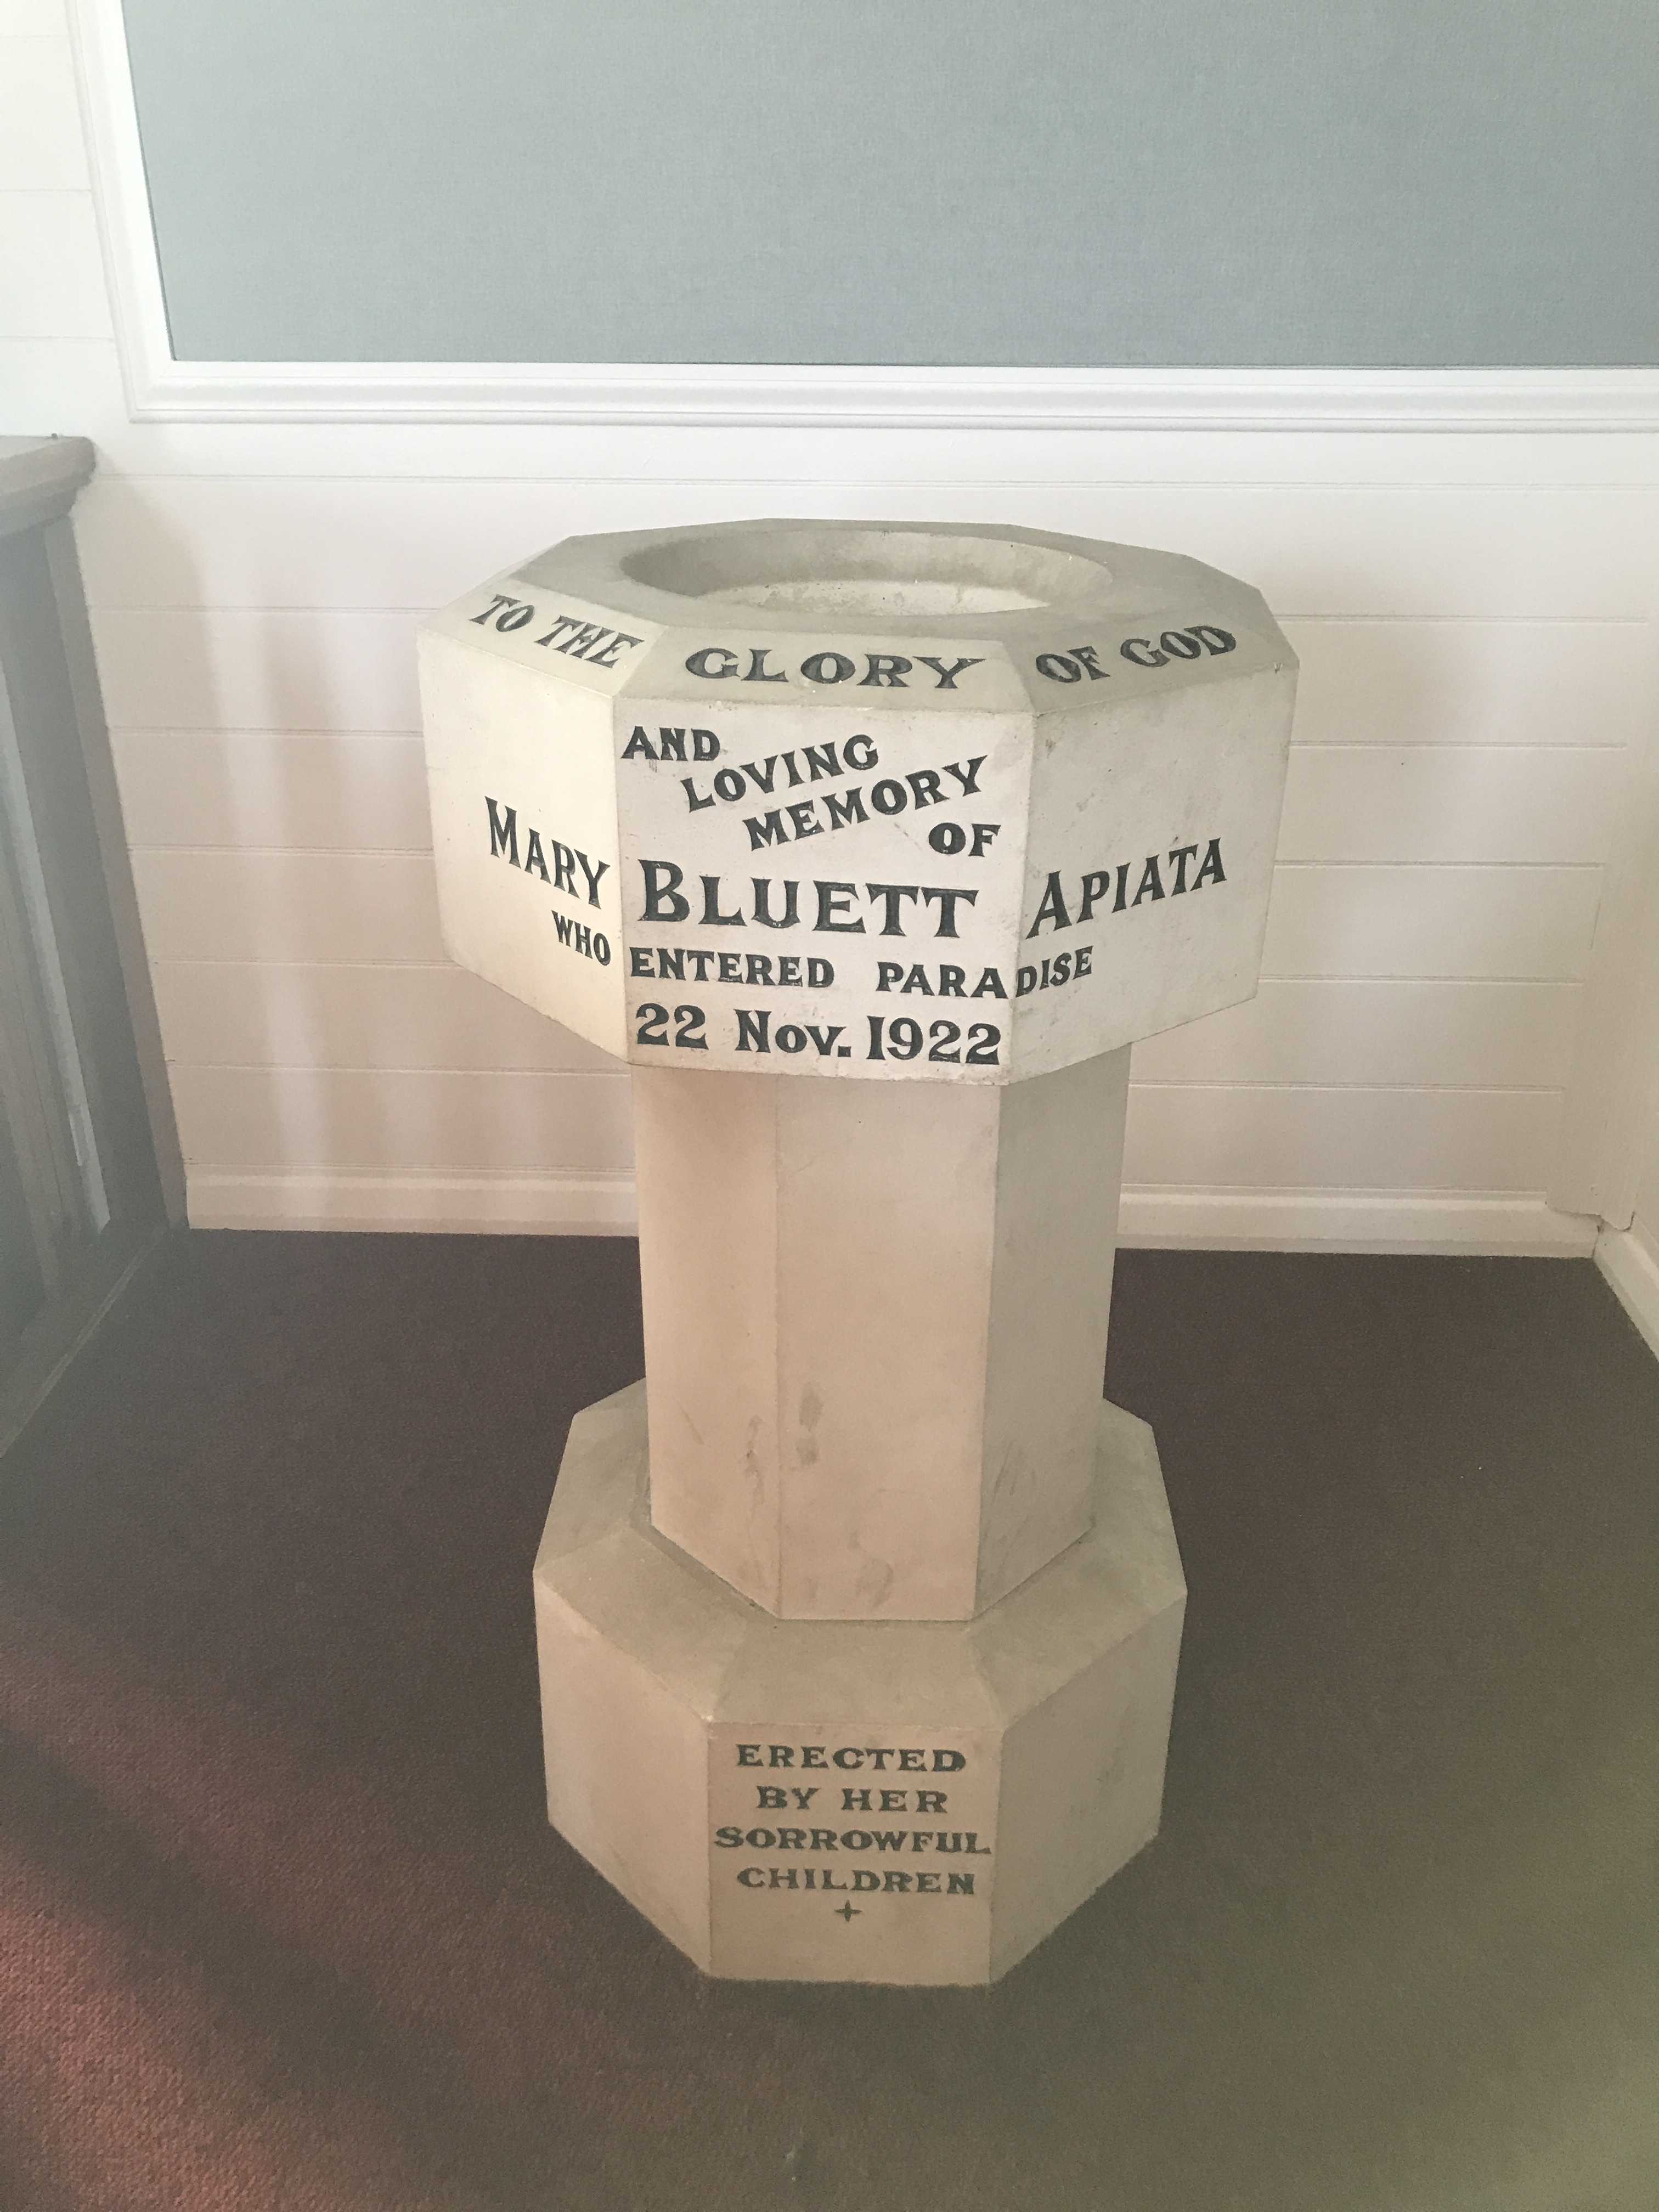 TO THE GLORY OF GOD
AND
LOVING
MEMORY
OF
MARY BLUETT APIATA
WHO ENTERED PARADISE
22 Nov. 1922
ERECTED
BY HER
SORROWFUL
CHILDREN
+